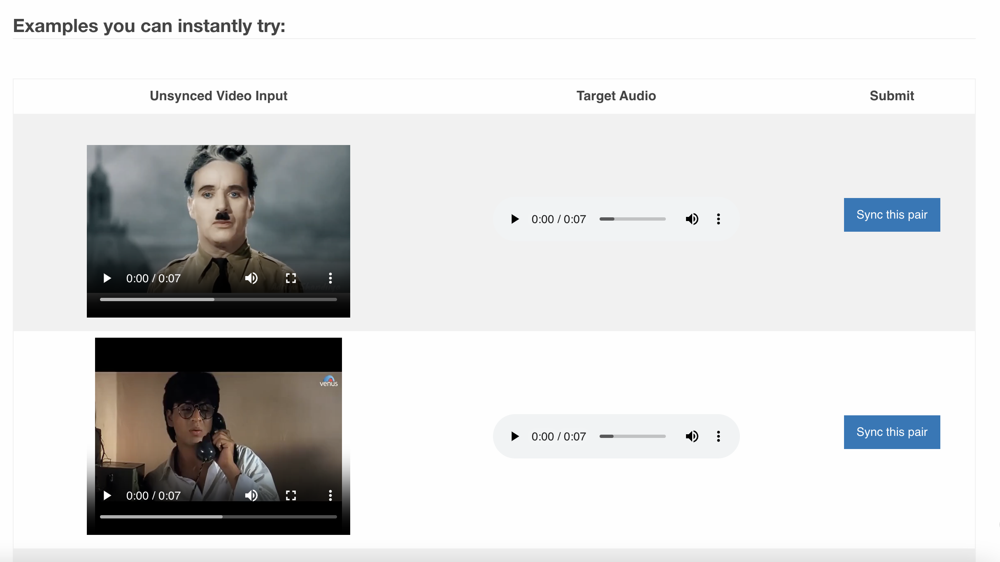 Examples you can instantly try:
Unsynced Video Input Target Audio Submit
0:00 / 0:07
0:00 / 0:07
Sync this pair
venus
0:00 / 0:07
0:00 / 0:07
Sync this pair